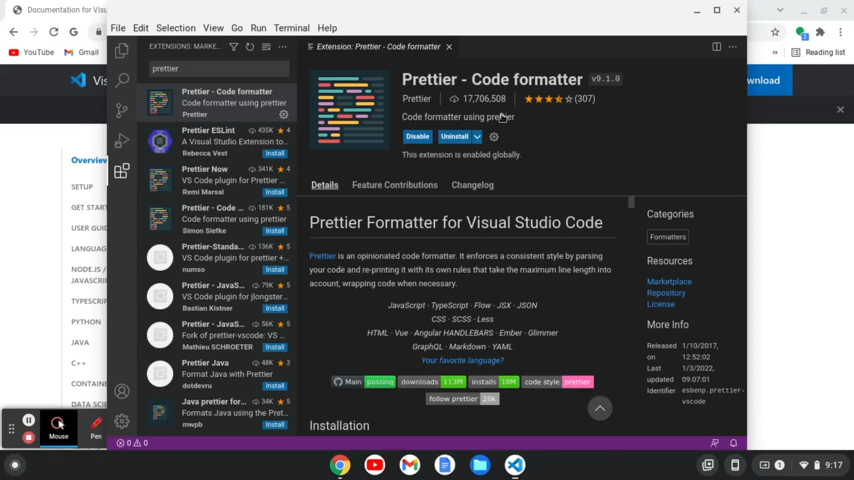 Documentation for Visu
YouTube
Gmail
Reading list
Vis
wnload
Overview
SETUP
GET START
USER GUID
LANGUAG
NODE.JS /
JAVASCRIP
TYPESCRIP
PYTHON
JAVA
C++
CONTAINE
DATA SCIE
File Edit Selection View Go Run Terminal Help
EXTENSIONS: MARKE...
prettier
Prettier - Code formatter
Code formatter using prettier
Prettier
Prettier ESLint 435K 4
A Visual Studio Extension to...
Rebecca Vest Install
Prettier Now 341K 4
VS Code plugin for Prettier ...
Remi Marsal Install
Prettier - Code ... 181K 5
Code formatter using prettier
Simon Siefke Install
Prettier-Standa... 136K 5
VS Code plugin for prettier +...
numso Install
Prettier - JavaS... 79K 5
VS Code plugin for jlongster...
Bastian Kistner Install
Prettier - JavaS... 56K 5
Fork of prettier-vscode: VS ...
Mathieu SCHROETER Install
Prettier Java 48K 3
Format Java with Prettier
dotdevru Install
Java prettier for... 34K 5
Formats Java using the Pret...
mwpb Install
Extension: Prettier - Code formatter
Prettier - Code formatter v9.1.0
Prettier 17,706,508 (307)
Code formatter using prettier
Disable Uninstall
This extension is enabled globally.
Details Feature Contributions Changelog
Prettier Formatter for Visual Studio Code
Prettier is an opinionated code formatter. It enforces a consistent style by parsing
your code and re-printing it with its own rules that take the maximum line length into
account, wrapping code when necessary.
JavaScript · TypeScript · Flow · JSX · JSON
CSS · SCSS · Less
HTML · Vue · Angular HANDLEBARS · Ember · Glimmer
GraphQL · Markdown · YAML
Your favorite language?
Main passing downloads 113M installs 18M code style prettier
follow prettier 20k
Installation
Categories
Formatters
Resources
Marketplace
Repository
License
More Info
Released 1/10/2017,
on 12:52:02
Last 1/3/2022,
updated 09:07:01
Identifier esbenp.prettier-
vscode
Mouse
Pen
0 0
1
9:17